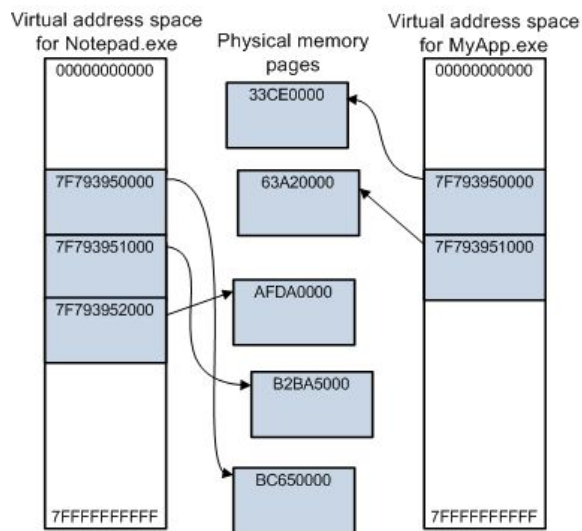 Virtual address space
for Notepad.exe
00000000000
7F793950000
7F793951000
7F793952000
7FFFFFFFFFF
Physical memory
pages
33CE0000
63A20000
AFDA0000
B2BA5000
BC650000
Virtual address space
for MyApp.exe
00000000000
7F793950000
7F793951000
7FFFFFFFFFF